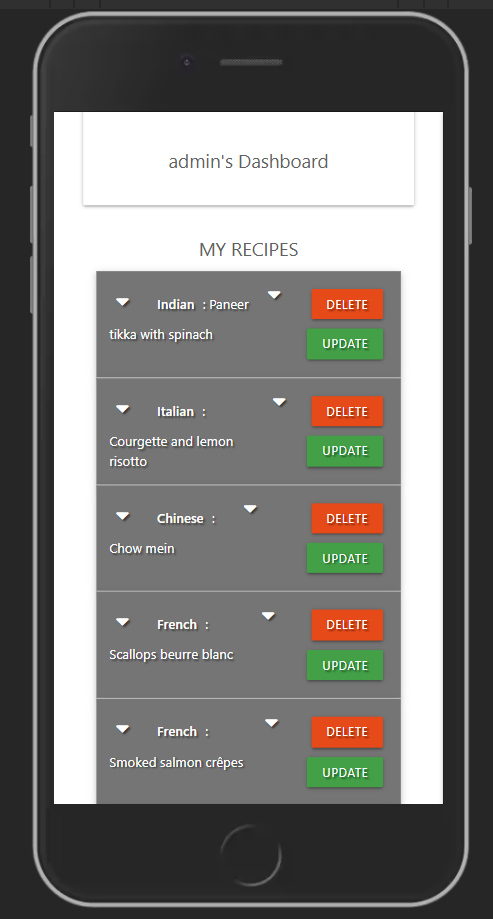 admin's Dashboard
MY RECIPES
Indian : Paneer
tikka with spinach
DELETE
UPDATE
Italian :
Courgette and lemon
risotto
DELETE
UPDATE
Chinese :
Chow mein
DELETE
UPDATE
French :
Scallops beurre blanc
DELETE
UPDATE
French :
Smoked salmon crêpes
DELETE
UPDATE